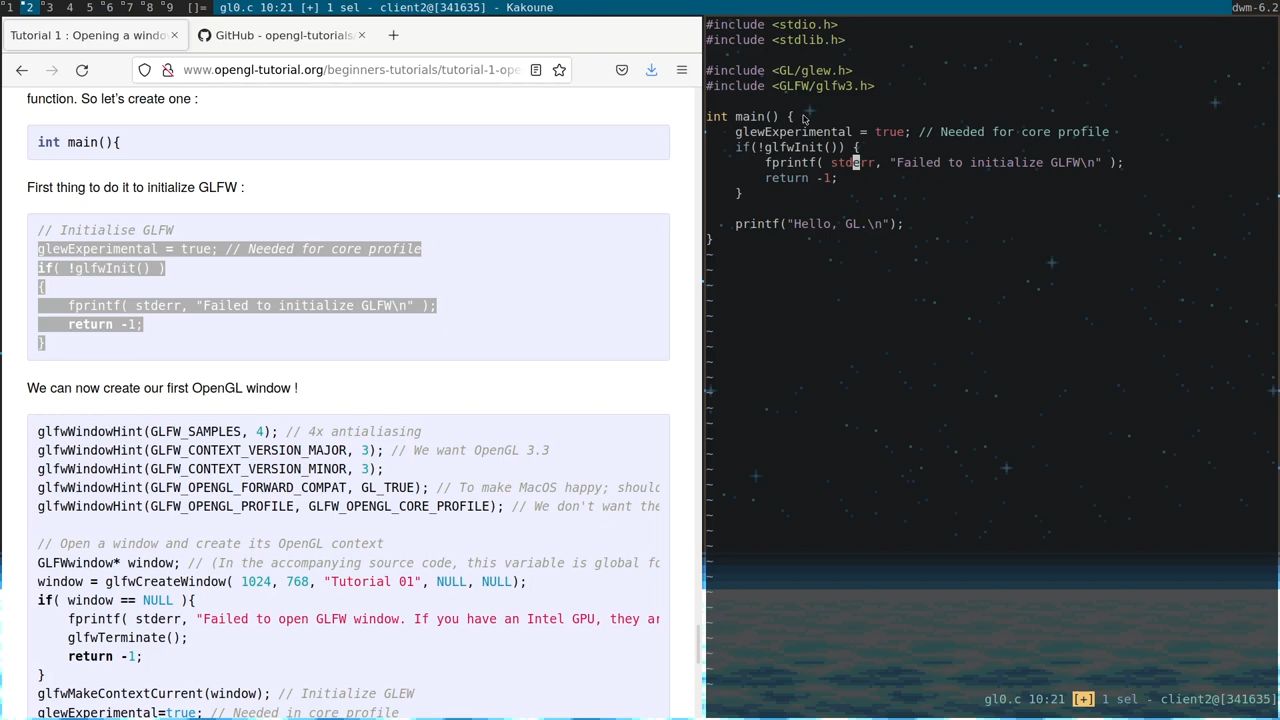 1 2 3 4 5 6 7 8 9 []= gl0.c 10:21 [+] 1 sel - client2@[341635] - Kakoune dwm-6.2
Tutorial 1 : Opening a windo
GitHub - opengl-tutorials
www.opengl-tutorial.org/beginners-tutorials/tutorial-1-ope
function. So let's create one :
int main(){
First thing to do it to initialize GLFW :
// Initialise GLFW
glewExperimental = true; // Needed for core profile
if( !glfwInit() )
{
fprintf( stderr, "Failed to initialize GLFW\n" );
return -1;
}
We can now create our first OpenGL window !
glfwWindowHint(GLFW_SAMPLES, 4); // 4x antialiasing
glfwWindowHint(GLFW_CONTEXT_VERSION_MAJOR, 3); // We want OpenGL 3.3
glfwWindowHint(GLFW_CONTEXT_VERSION_MINOR, 3);
glfwWindowHint(GLFW_OPENGL_FORWARD_COMPAT, GL_TRUE); // To make MacOS happy; should
glfwWindowHint(GLFW_OPENGL_PROFILE, GLFW_OPENGL_CORE_PROFILE); // We don't want the
// Open a window and create its OpenGL context
GLFWwindow* window; // (In the accompanying source code, this variable is global fo
window = glfwCreateWindow( 1024, 768, "Tutorial 01", NULL, NULL);
if( window == NULL ){
fprintf( stderr, "Failed to open GLFW window. If you have an Intel GPU, they ar
glfwTerminate();
return -1;
}
glfwMakeContextCurrent(window); // Initialize GLEW
glewExperimental=true; // Needed in core profile
#include <stdio.h>
#include <stdlib.h>
#include <GL/glew.h>
#include <GLFW/glfw3.h>
int main() {
glewExperimental = true; // Needed for core profile
if(!glfwInit()) {
fprintf( stderr, "Failed to initialize GLFW\n" );
return -1;
}
printf("Hello, GL.\n");
}
gl0.c 10:21 [+] 1 sel - client2@[341635]